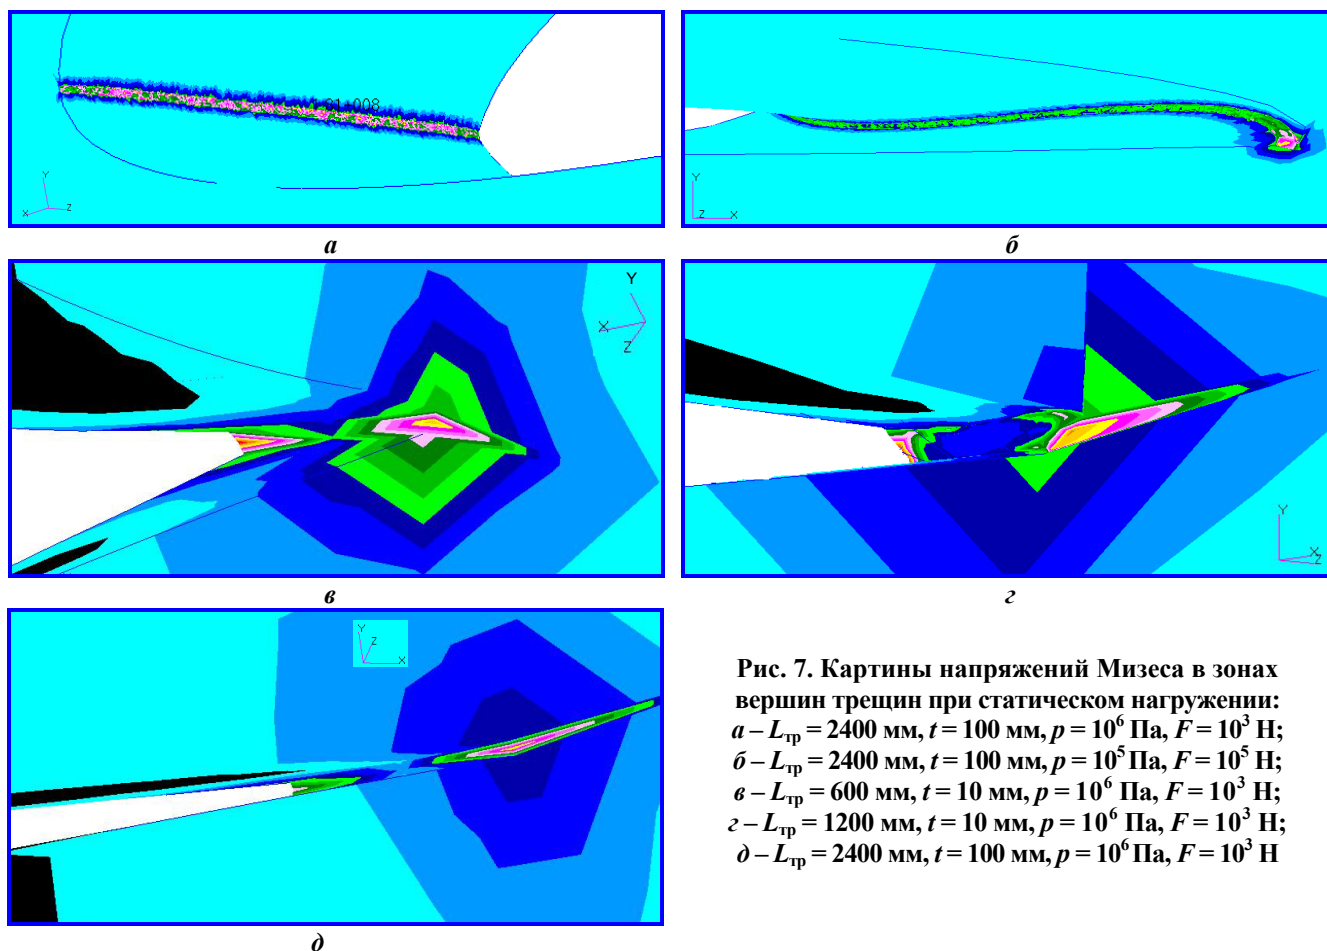 81+008
Y
X
Z
Y
Z
X
а
б
Y
X
Z
Y
X
Z
в
г
Y
Z
X
Рис. 7. Картины напряжений Мизеса в зонах
вершин трещин при статическом нагружении:
а – Lтр = 2400 мм, t = 100 мм, p = 10⁶ Па, F = 10³ Н;
б – Lтр = 2400 мм, t = 100 мм, p = 10⁵ Па, F = 10⁵ Н;
в – Lтр = 600 мм, t = 10 мм, p = 10⁶ Па, F = 10³ Н;
г – Lтр = 1200 мм, t = 10 мм, p = 10⁶ Па, F = 10³ Н;
д – Lтр = 2400 мм, t = 100 мм, p = 10⁶ Па, F = 10³ Н
д